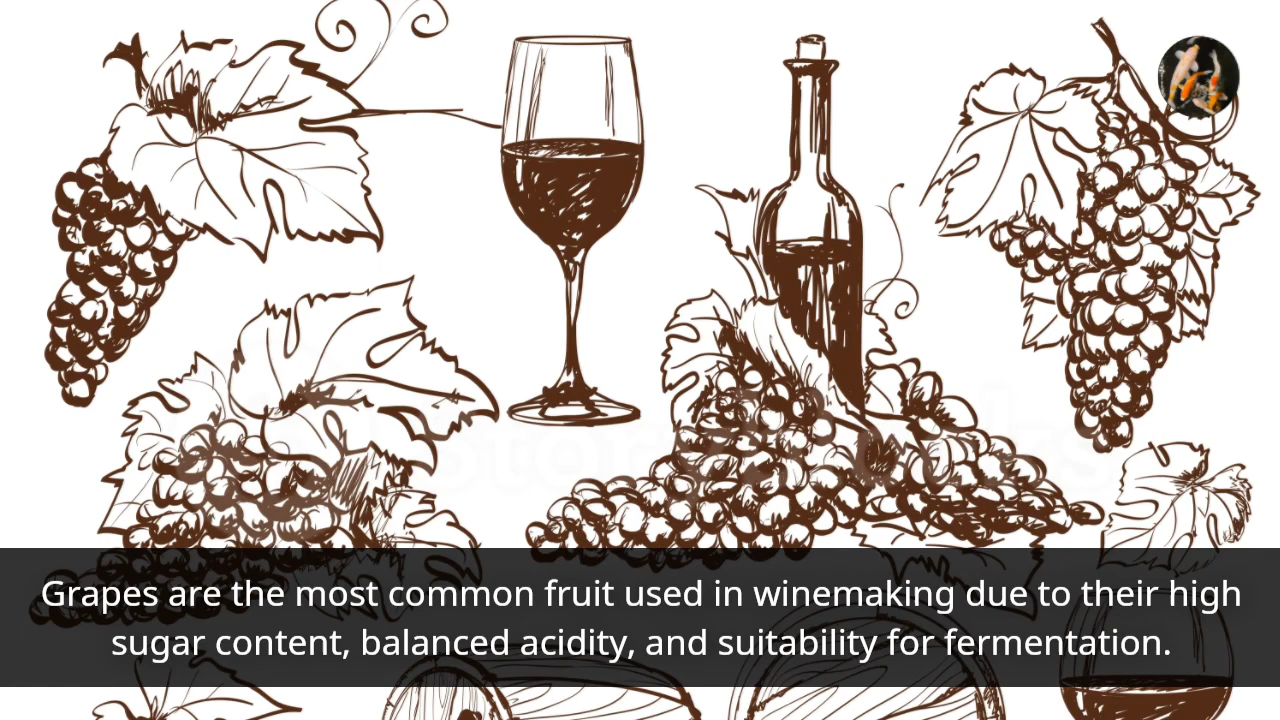 Grapes are the most common fruit used in winemaking due to their high
sugar content, balanced acidity, and suitability for fermentation.